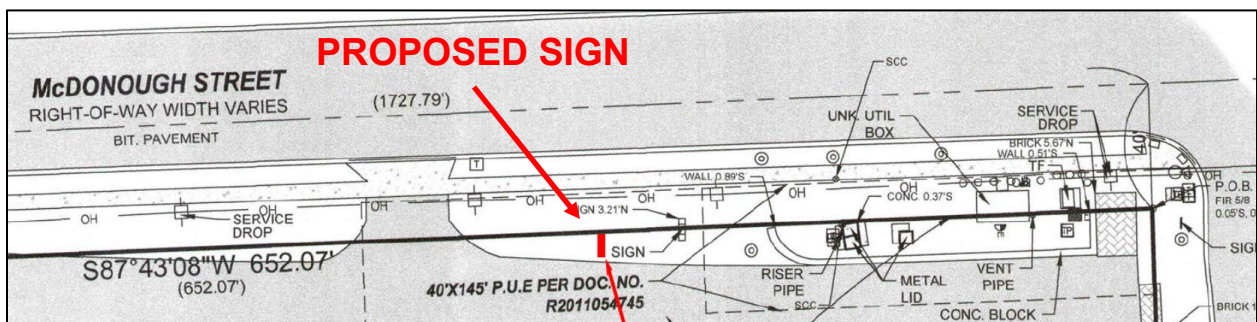 PROPOSED SIGN
McDONOUGH STREET
RIGHT-OF-WAY WIDTH VARIES
(1727.79')
BIT. PAVEMENT
SCC
UNK. UTIL
BOX
SERVICE
DROP
BRICK 5.67'N
WALL 0.51'S
TF
40'
T
WALL 0.89'S
OH
OH
OH
OH
OH
OH
CONC. 0.37'S
P.O.B.
FIR 5/8
0.05'S, 0
SERVICE
DROP
SIGN 3.21'N
SIGN
TP
S87°43'08"W 652.07'
(652.07')
40'X145' P.U.E PER DOC. NO.
R2011054745
RISER
PIPE
SCC
METAL
LID
VENT
PIPE
CONC. BLOCK
SIGN
BRICK 1